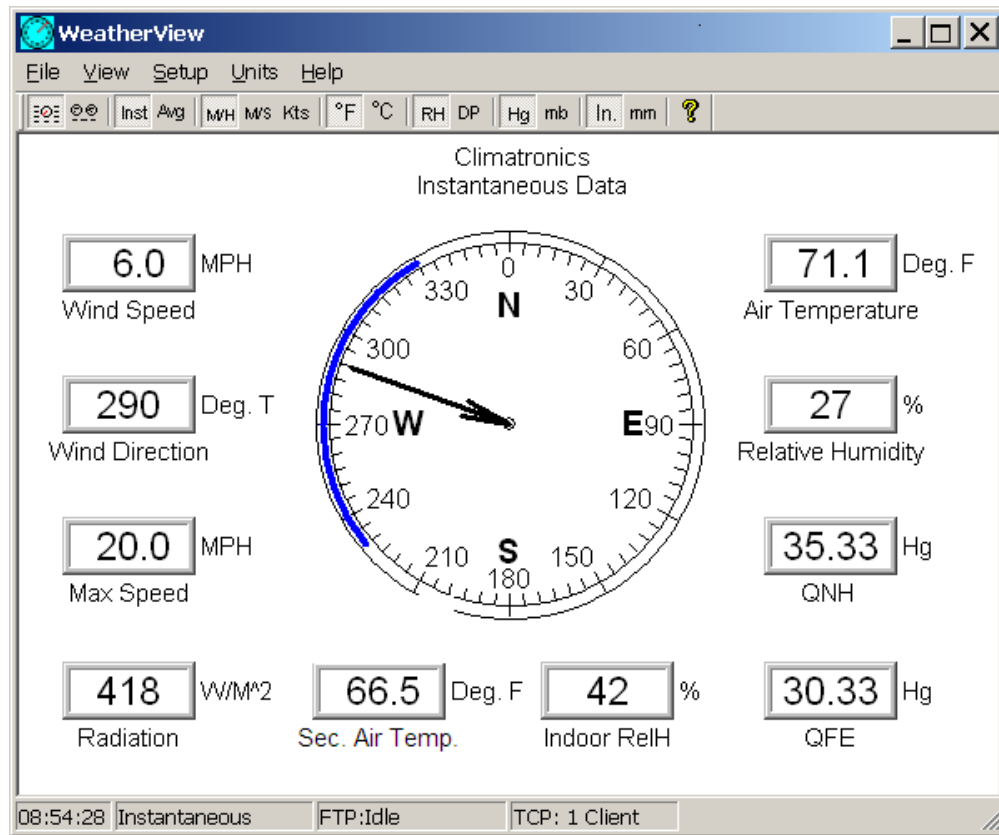 WeatherView
File View Setup Units Help
Inst Avg M/H M/S Kts °F °C RH DP Hg mb In. mm ?
Climatronics
Instantaneous Data
6.0 MPH
Wind Speed
290 Deg. T
Wind Direction
20.0 MPH
Max Speed
418 W/M^2
Radiation
0
330 30
N
300 60
270 W E 90
240 120
S
210 150
180
66.5 Deg. F
Sec. Air Temp.
42 %
Indoor RelH
71.1 Deg. F
Air Temperature
27 %
Relative Humidity
35.33 Hg
QNH
30.33 Hg
QFE
08:54:28 Instantaneous FTP:Idle TCP: 1 Client